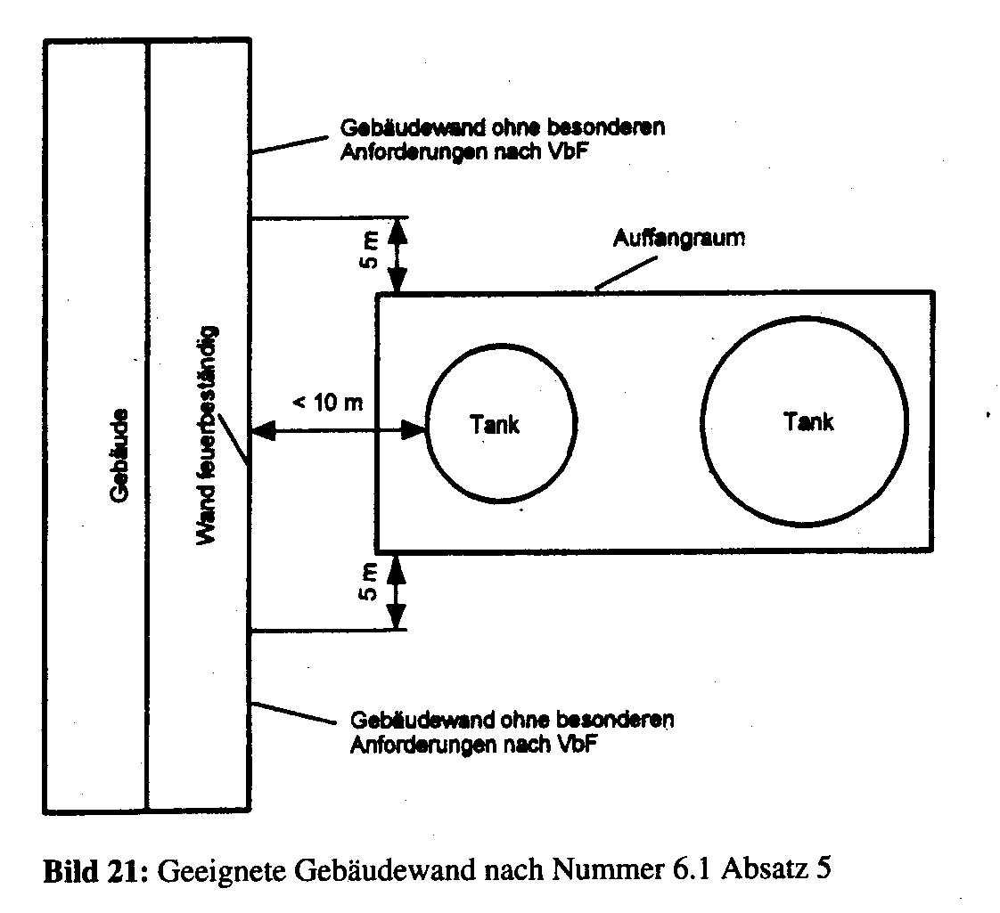 Gebäudewand ohne besonderen
Anforderungen nach VbF
5 m
Auffangraum
< 10 m
Tank
Tank
Gebäude
Wand feuerbeständig
5 m
Gebäudewand ohne besonderen
Anforderungen nach VbF
Bild 21: Geeignete Gebäudewand nach Nummer 6.1 Absatz 5